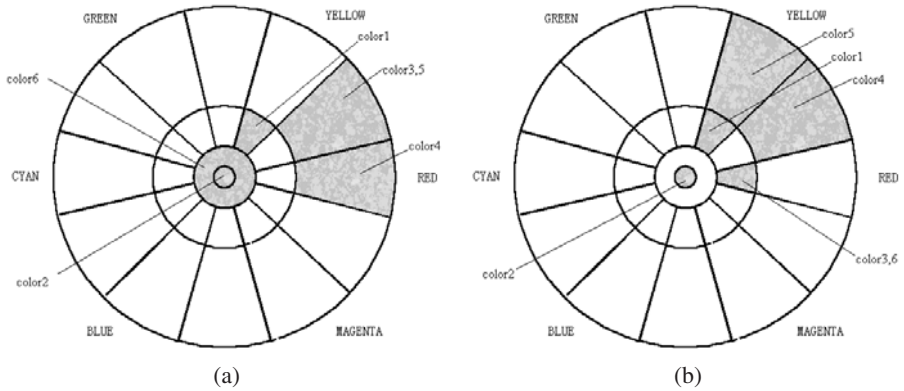 GREEN
YELLOW
color1
color6
color3,5
color4
CYAN
RED
color2
BLUE
MAGENTA
(a)
GREEN
YELLOW
color5
color1
color4
CYAN
RED
color2
color3,6
BLUE
MAGENTA
(b)